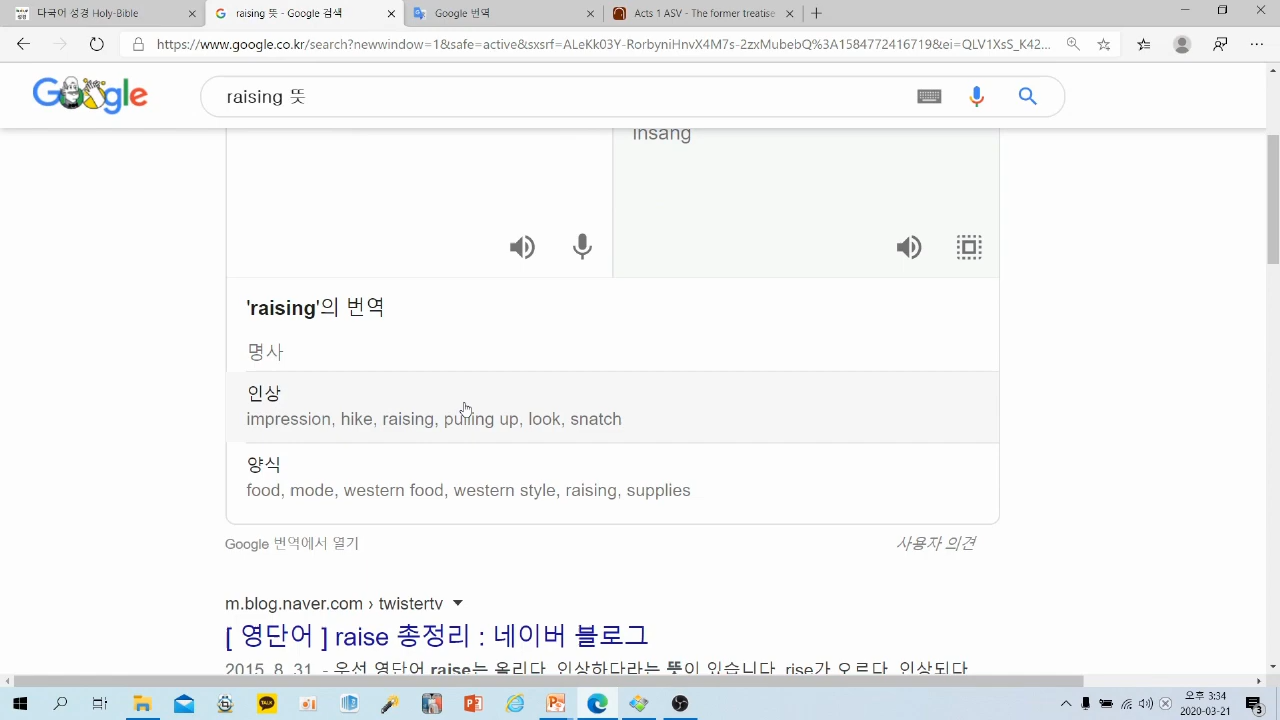 다국어 성경 Holy-Bible
raising 뜻 - Google 검색
Google 번역
Acts 1 ASV - The former treatise
https://www.google.co.kr/search?newwindow=1&safe=active&sxsrf=ALeKk03Y-RorbyniHnvX4M7s-2zxMubebQ%3A1584772416719&ei=QLV1XsS_K42...
Google
raising 뜻
insang
'raising'의 번역
명사
인상
impression, hike, raising, pulling up, look, snatch
양식
food, mode, western food, western style, raising, supplies
Google 번역에서 열기
사용자 의견
m.blog.naver.com › twistertv
[ 영단어 ] raise 총정리 : 네이버 블로그
2015. 8. 31. - 우선 영단어 raise는 올리다, 인상하다라는 뜻이 있습니다. rise가 오르다, 인상되다
TALK
오후 3:34
2020-03-21
3